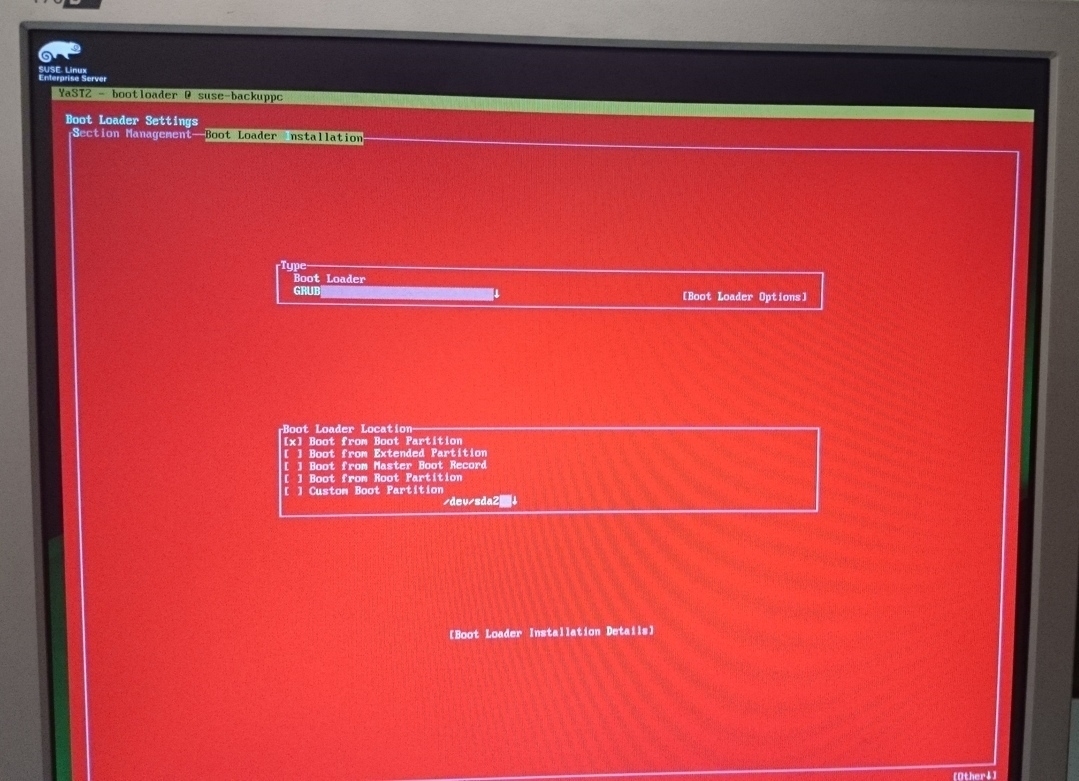 SUSE Linux
Enterprise Server
YaST2 - bootloader @ suse-backuppc
Boot Loader Settings
Section Management Boot Loader Installation
Type
Boot Loader
GRUB ↓ [Boot Loader Options]
Boot Loader Location
[x] Boot from Boot Partition
[ ] Boot from Extended Partition
[ ] Boot from Master Boot Record
[ ] Boot from Root Partition
[ ] Custom Boot Partition
/dev/sda2 ↓
[Boot Loader Installation Details]
[Other↓]